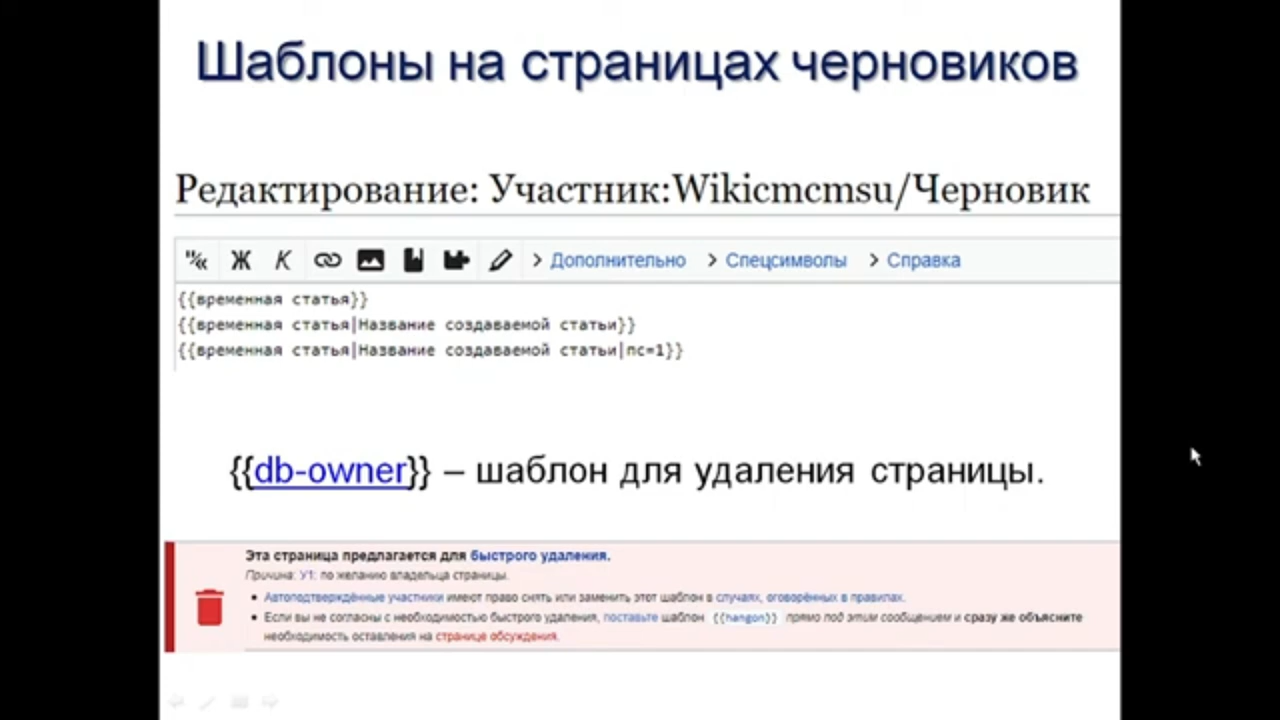 Шаблоны на страницах черновиков
Редактирование: Участник:Wikicmcmsu/Черновик
Ж К > Дополнительно > Спецсимволы > Справка
{{временная статья}}
{{временная статья|Название создаваемой статьи}}
{{временная статья|Название создаваемой статьи|пс=1}}
{{db-owner}} – шаблон для удаления страницы.
Эта страница предлагается для быстрого удаления.
Причина: У1: по желанию владельца страницы.
• Автоподтверждённые участники имеют право снять или заменить этот шаблон в случаях, оговорённых в правилах.
• Если вы не согласны с необходимостью быстрого удаления, поставьте шаблон {{hangon}} прямо под этим сообщением и сразу же объясните
необходимость оставления на странице обсуждения.